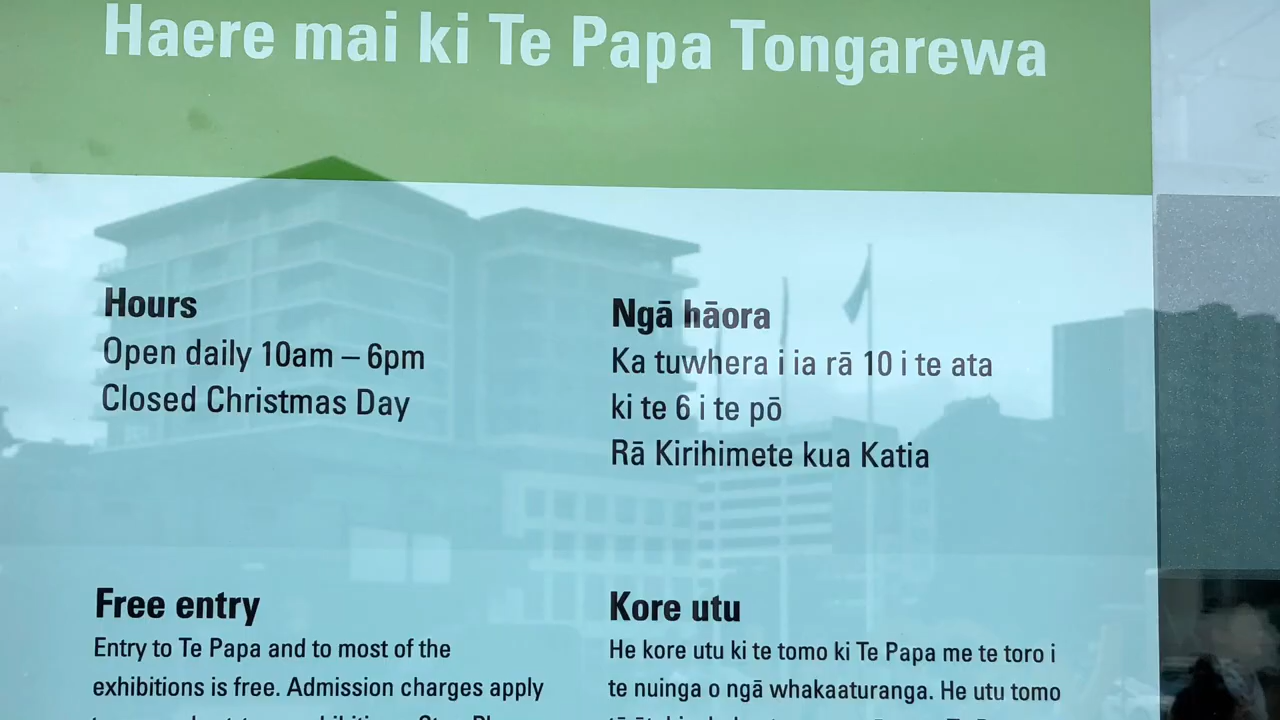 Haere mai ki Te Papa Tongarewa
Hours
Open daily 10am – 6pm
Closed Christmas Day
Ngā hāora
Ka tuwhera i ia rā 10 i te ata
ki te 6 i te pō
Rā Kirihimete kua Katia
Free entry
Entry to Te Papa and to most of the
exhibitions is free. Admission charges apply
Kore utu
He kore utu ki te tomo ki Te Papa me te toro i
te nuinga o ngā whakaaturanga. He utu tomo